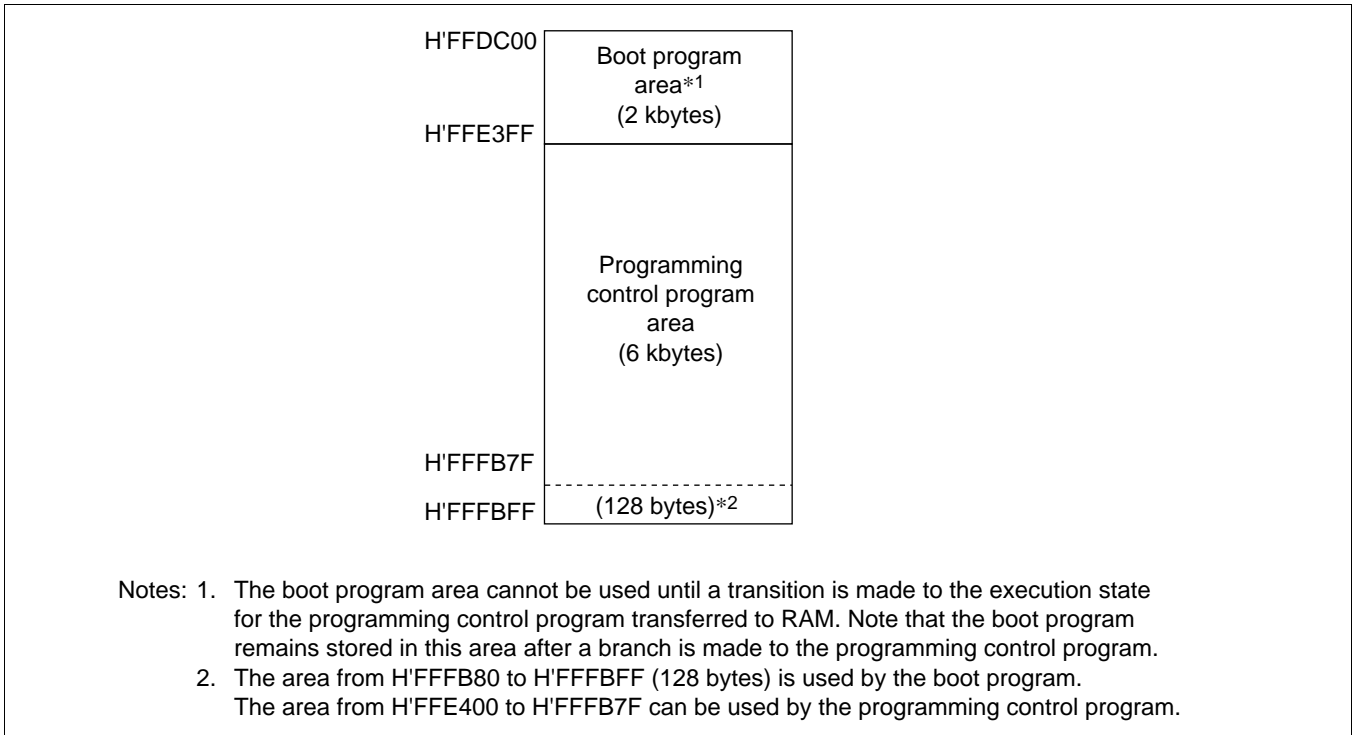 H'FFDC00
Boot program
area*1
(2 kbytes)
H'FFE3FF
Programming
control program
area
(6 kbytes)
H'FFFB7F
H'FFFBFF
(128 bytes)*2
Notes: 1. The boot program area cannot be used until a transition is made to the execution state
for the programming control program transferred to RAM. Note that the boot program
remains stored in this area after a branch is made to the programming control program.
2. The area from H'FFFB80 to H'FFFBFF (128 bytes) is used by the boot program.
The area from H'FFE400 to H'FFFB7F can be used by the programming control program.